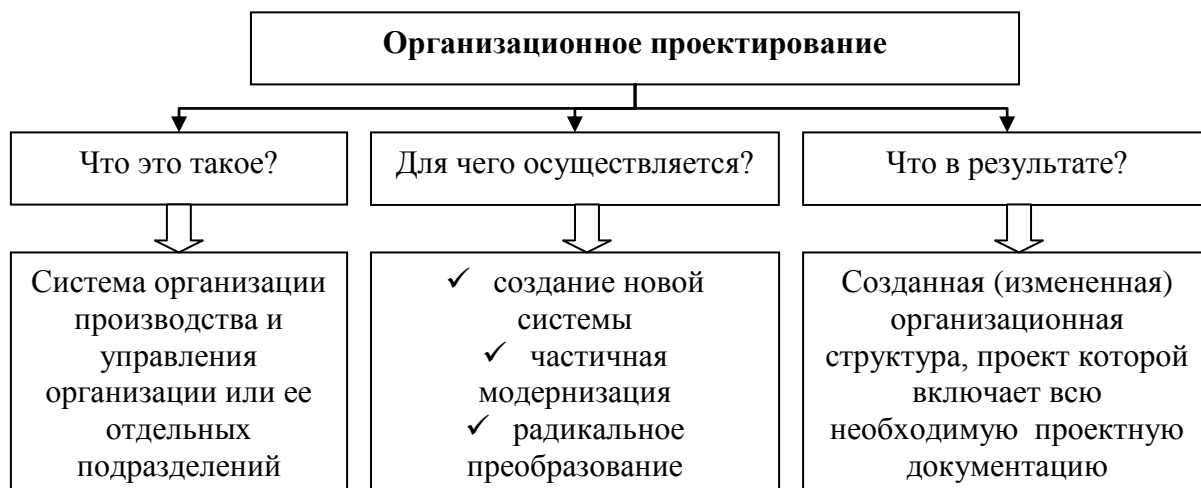 Организационное проектирование
Что это такое?
Для чего осуществляется?
Что в результате?
Система организации
производства и
управления
организации или ее
отдельных
подразделений
✓ создание новой
системы
✓ частичная
модернизация
✓ радикальное
преобразование
Созданная (измененная)
организационная
структура, проект которой
включает всю
необходимую проектную
документацию